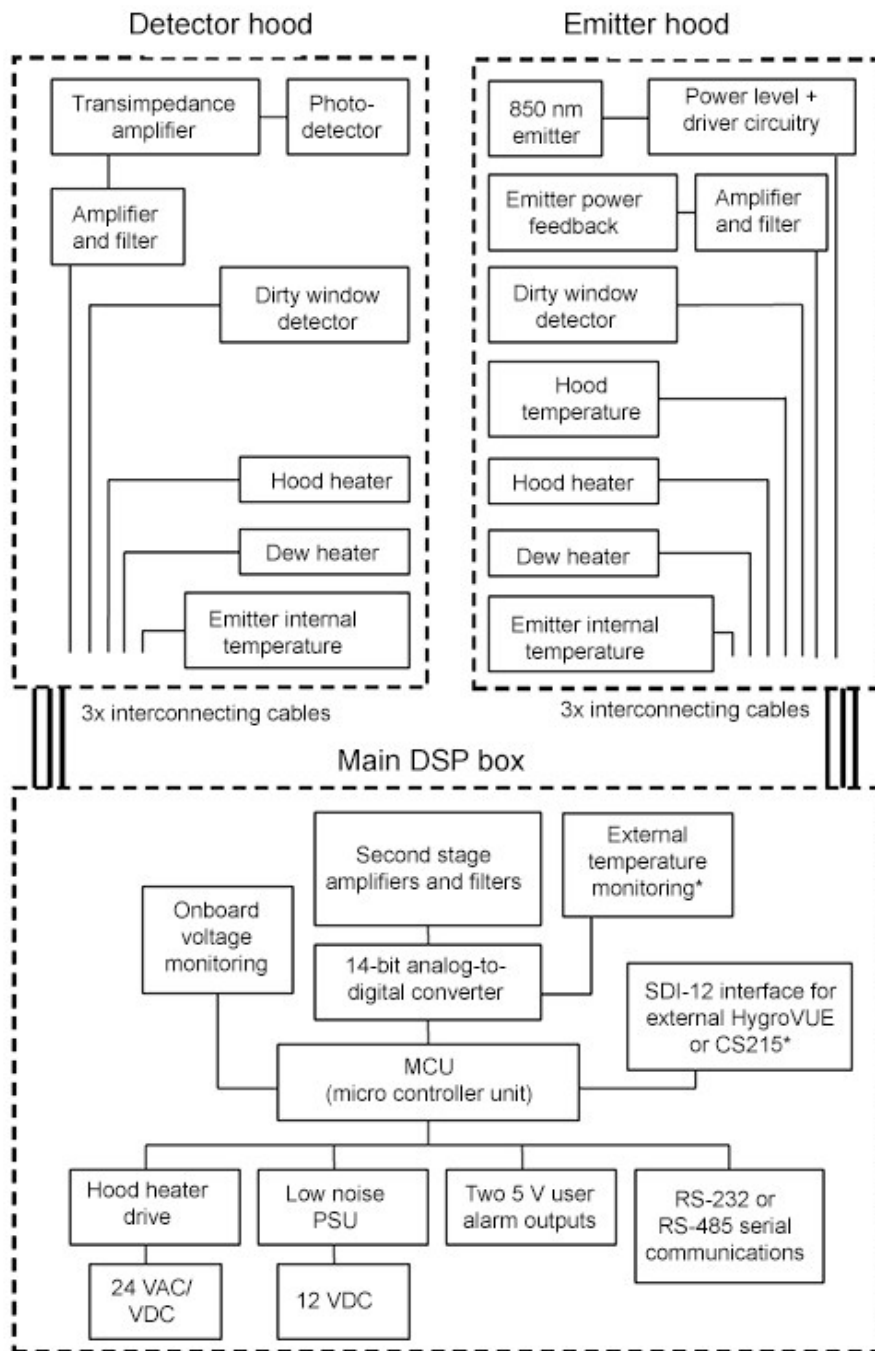 Detector hood
Emitter hood
Transimpedance
amplifier
Photo-
detector
Amplifier
and filter
Dirty window
detector
Hood heater
Dew heater
Emitter internal
temperature
850 nm
emitter
Power level +
driver circuitry
Emitter power
feedback
Amplifier
and filter
Dirty window
detector
Hood
temperature
Hood heater
Dew heater
Emitter internal
temperature
3x interconnecting cables
3x interconnecting cables
Main DSP box
Second stage
amplifiers and filters
External
temperature
monitoring*
Onboard
voltage
monitoring
14-bit analog-to-
digital converter
SDI-12 interface for
external HygroVUE
or CS215*
MCU
(micro controller unit)
Hood heater
drive
Low noise
PSU
Two 5 V user
alarm outputs
RS-232 or
RS-485 serial
communications
24 VAC/
VDC
12 VDC